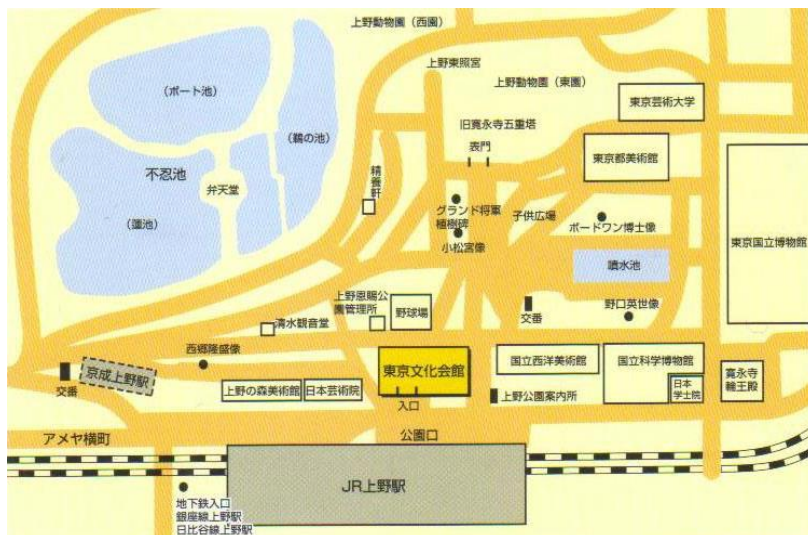 上野動物園（西園）
上野東照宮
上野動物園（東園）
東京芸術大学
（ボート池）
旧寛永寺五重塔
（鵜の池）
表門
東京都美術館
精養軒
不忍池
弁天堂
グランド将軍
植樹碑
子供広場
ボードワン博士像
（蓮池）
小松宮像
東京国立博物館
噴水池
上野恩賜公
園管理所
野球場
清水観音堂
交番
野口英世像
西郷隆盛像
東京文化会館
国立西洋美術館
国立科学博物館
寛永寺
輪王殿
京成上野駅
交番
上野の森美術館
日本芸術院
入口
上野公園案内所
日本
学士院
アメヤ横町
公園口
JR上野駅
地下鉄入口
銀座線上野駅
日比谷線上野駅